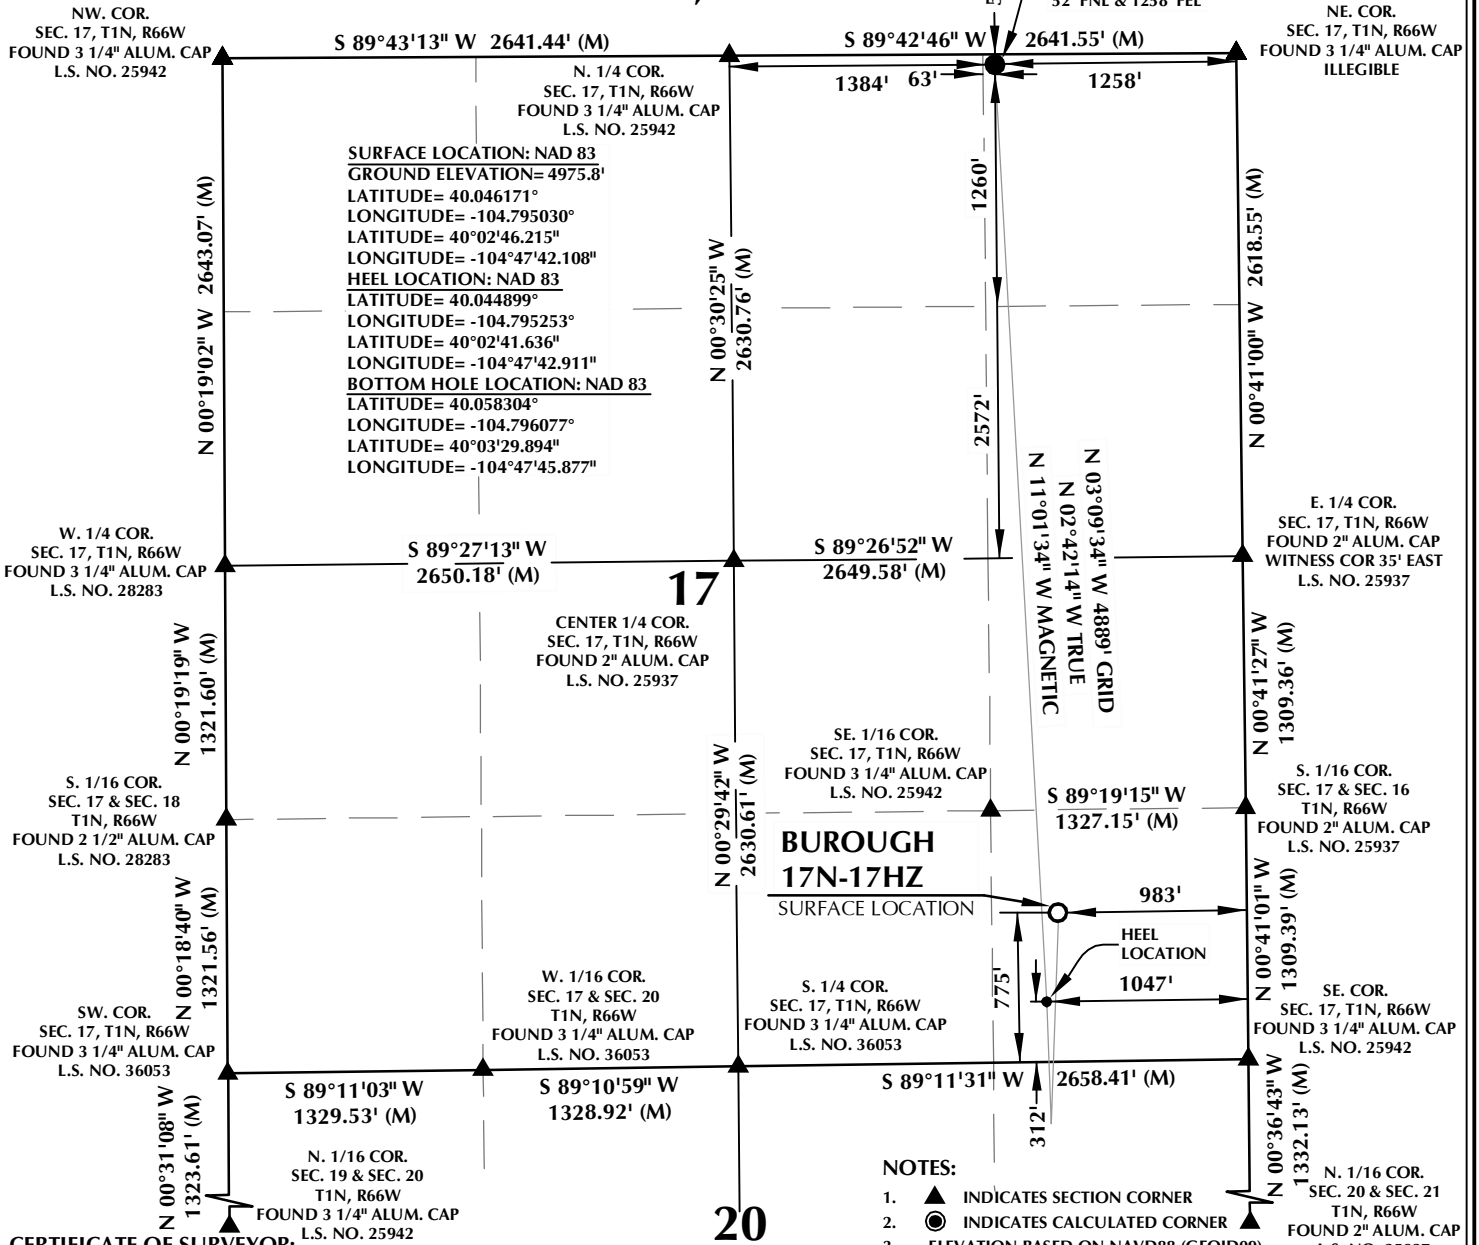 52' FNL & 1258' FEL
NW. COR.
SEC. 17, T1N, R66W
FOUND 3 1/4" ALUM. CAP
L.S. NO. 25942
S 89°43'13" W 2641.44' (M)
S 89°42'46" W 2641.55' (M)
NE. COR.
SEC. 17, T1N, R66W
FOUND 3 1/4" ALUM. CAP
ILLEGIBLE
N. 1/4 COR.
SEC. 17, T1N, R66W
FOUND 3 1/4" ALUM. CAP
L.S. NO. 25942
1384'
63'
1258'
SURFACE LOCATION: NAD 83
GROUND ELEVATION= 4975.8'
LATITUDE= 40.046171°
LONGITUDE= -104.795030°
LATITUDE= 40°02'46.215"
LONGITUDE= -104°47'42.108"
HEEL LOCATION: NAD 83
LATITUDE= 40.044899°
LONGITUDE= -104.795253°
LATITUDE= 40°02'41.636"
LONGITUDE= -104°47'42.911"
BOTTOM HOLE LOCATION: NAD 83
LATITUDE= 40.058304°
LONGITUDE= -104.796077°
LATITUDE= 40°03'29.894"
LONGITUDE= -104°47'45.877"
N 00°19'02" W 2643.07' (M)
N 00°30'25" W
2630.76' (M)
1260'
2572'
N 00°41'00" W 2618.55' (M)
N 03°09'34" W 4889' GRID
N 02°42'14" W TRUE
N 11°01'34" W MAGNETIC
W. 1/4 COR.
SEC. 17, T1N, R66W
FOUND 3 1/4" ALUM. CAP
L.S. NO. 28283
S 89°27'13" W
2650.18' (M)
17
S 89°26'52" W
2649.58' (M)
E. 1/4 COR.
SEC. 17, T1N, R66W
FOUND 2" ALUM. CAP
WITNESS COR 35' EAST
L.S. NO. 25937
CENTER 1/4 COR.
SEC. 17, T1N, R66W
FOUND 2" ALUM. CAP
L.S. NO. 25937
N 00°19'19" W
1321.60' (M)
N 00°41'27" W
1309.36' (M)
SE. 1/16 COR.
SEC. 17, T1N, R66W
FOUND 3 1/4" ALUM. CAP
L.S. NO. 25942
N 00°29'42" W
2630.61' (M)
S. 1/16 COR.
SEC. 17 & SEC. 18
T1N, R66W
FOUND 2 1/2" ALUM. CAP
L.S. NO. 28283
S 89°19'15" W
1327.15' (M)
S. 1/16 COR.
SEC. 17 & SEC. 16
T1N, R66W
FOUND 2" ALUM. CAP
L.S. NO. 25937
BUROUGH
17N-17HZ
SURFACE LOCATION
983'
HEEL
LOCATION
1047'
775'
312'
N 00°18'40" W
1321.56' (M)
N 00°41'01" W
1309.39' (M)
SW. COR.
SEC. 17, T1N, R66W
FOUND 3 1/4" ALUM. CAP
L.S. NO. 36053
W. 1/16 COR.
SEC. 17 & SEC. 20
T1N, R66W
FOUND 3 1/4" ALUM. CAP
L.S. NO. 36053
S. 1/4 COR.
SEC. 17, T1N, R66W
FOUND 3 1/4" ALUM. CAP
L.S. NO. 36053
SE. COR.
SEC. 17, T1N, R66W
FOUND 3 1/4" ALUM. CAP
L.S. NO. 25942
S 89°11'03" W
1329.53' (M)
S 89°10'59" W
1328.92' (M)
S 89°11'31" W 2658.41' (M)
N 00°31'08" W
1323.61' (M)
N 00°36'43" W
1332.13' (M)
N. 1/16 COR.
SEC. 19 & SEC. 20
T1N, R66W
FOUND 3 1/4" ALUM. CAP
L.S. NO. 25942
20
NOTES:
1. INDICATES SECTION CORNER
2. INDICATES CALCULATED CORNER
3. ELEVATION BASED ON NAVD88 (GEOID09)
N. 1/16 COR.
SEC. 20 & SEC. 21
T1N, R66W
FOUND 2" ALUM. CAP
CERTIFICATE OF SURVEYOR: